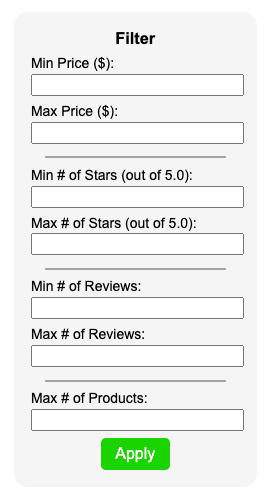 Filter
Min Price ($):
Max Price ($):
Min # of Stars (out of 5.0):
Max # of Stars (out of 5.0):
Min # of Reviews:
Max # of Reviews:
Max # of Products:
Apply